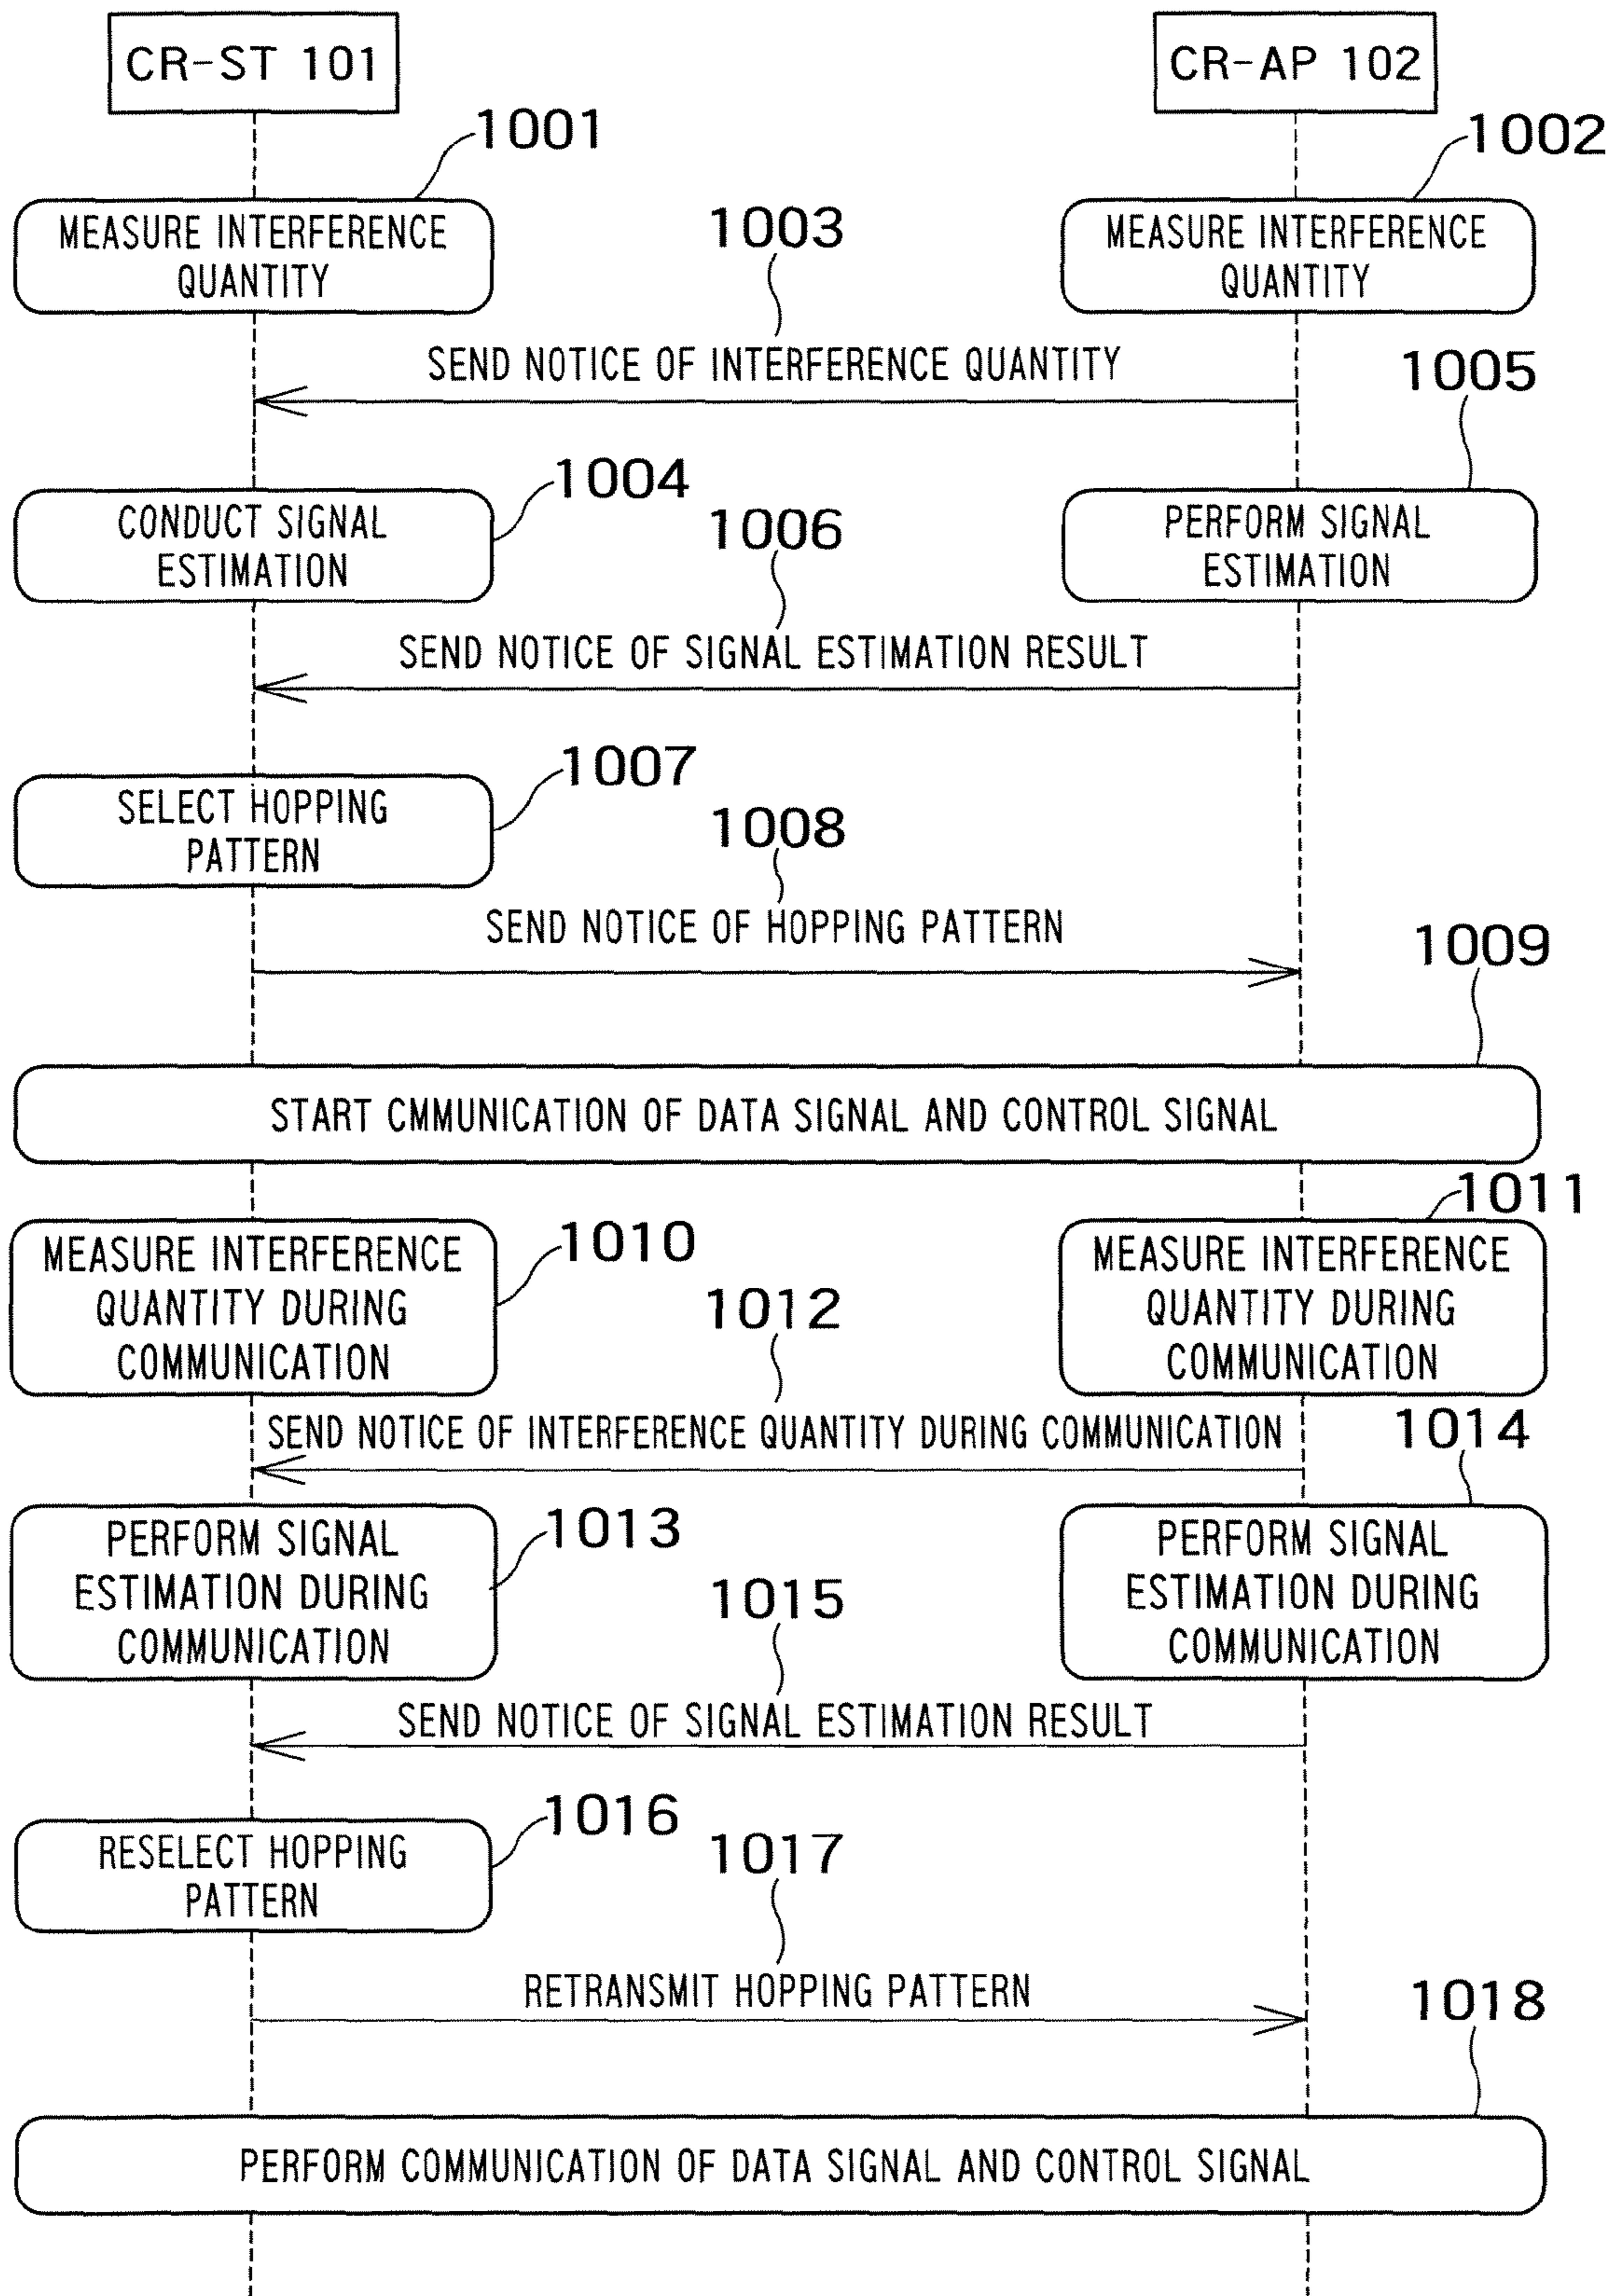 CR-ST 101
CR-AP 102
1001
1002
MEASURE INTERFERENCE
QUANTITY
1003
MEASURE INTERFERENCE
QUANTITY
SEND NOTICE OF INTERFERENCE QUANTITY
1005
1004
CONDUCT SIGNAL
ESTIMATION
1006
PERFORM SIGNAL
ESTIMATION
SEND NOTICE OF SIGNAL ESTIMATION RESULT
1007
SELECT HOPPING
PATTERN
1008
SEND NOTICE OF HOPPING PATTERN
1009
START CMMUNICATION OF DATA SIGNAL AND CONTROL SIGNAL
1011
1010
MEASURE INTERFERENCE
QUANTITY DURING
COMMUNICATION
1012
MEASURE INTERFERENCE
QUANTITY DURING
COMMUNICATION
SEND NOTICE OF INTERFERENCE QUANTITY DURING COMMUNICATION
1014
1013
PERFORM SIGNAL
ESTIMATION DURING
COMMUNICATION
1015
PERFORM SIGNAL
ESTIMATION DURING
COMMUNICATION
SEND NOTICE OF SIGNAL ESTIMATION RESULT
1016
RESELECT HOPPING
PATTERN
1017
RETRANSMIT HOPPING PATTERN
1018
PERFORM COMMUNICATION OF DATA SIGNAL AND CONTROL SIGNAL